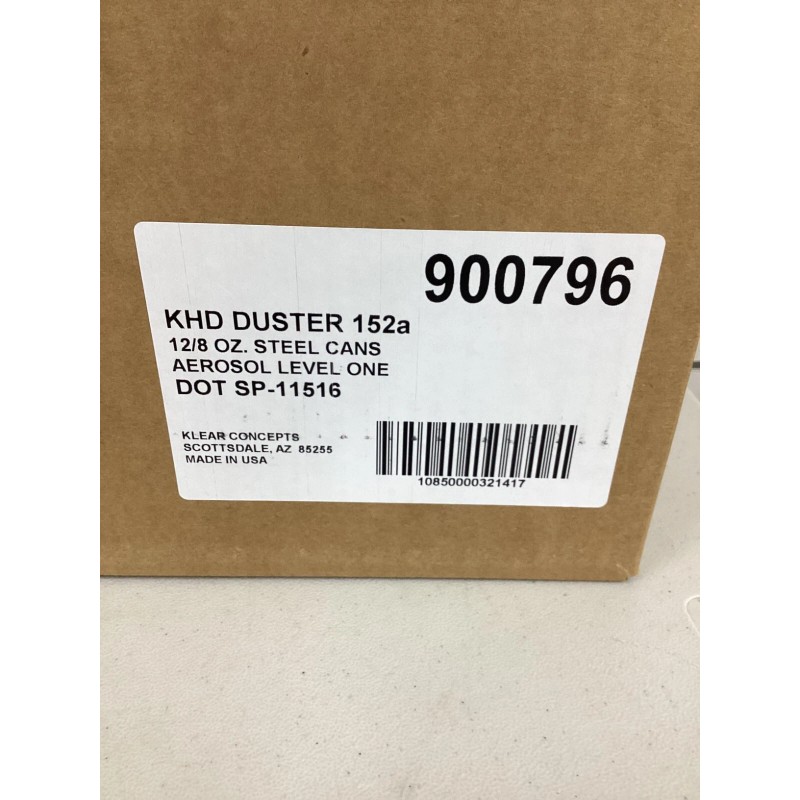 900796
KHD DUSTER 152a
12/8 OZ. STEEL CANS
AEROSOL LEVEL ONE
DOT SP-11516
KLEAR CONCEPTS
SCOTTSDALE, AZ 85255
MADE IN USA
10850000321417